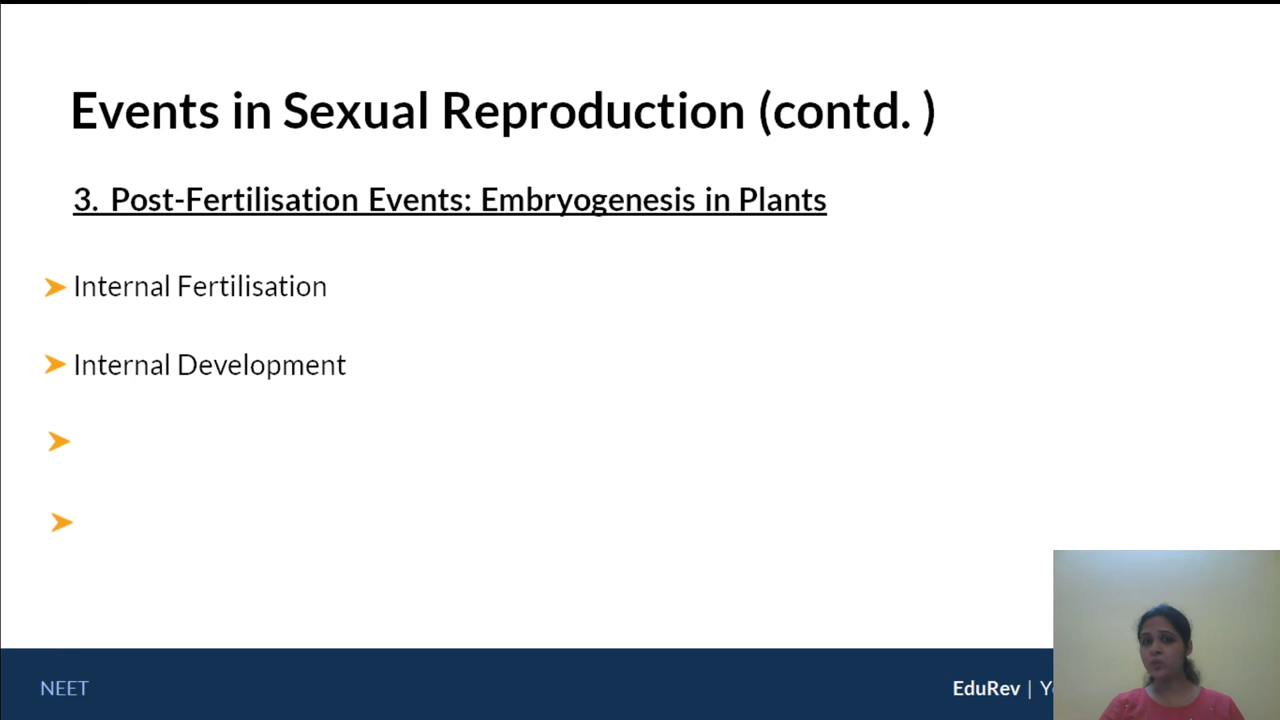 Events in Sexual Reproduction (contd. )
3. Post-Fertilisation Events: Embryogenesis in Plants
Internal Fertilisation
Internal Development
NEET
EduRev |